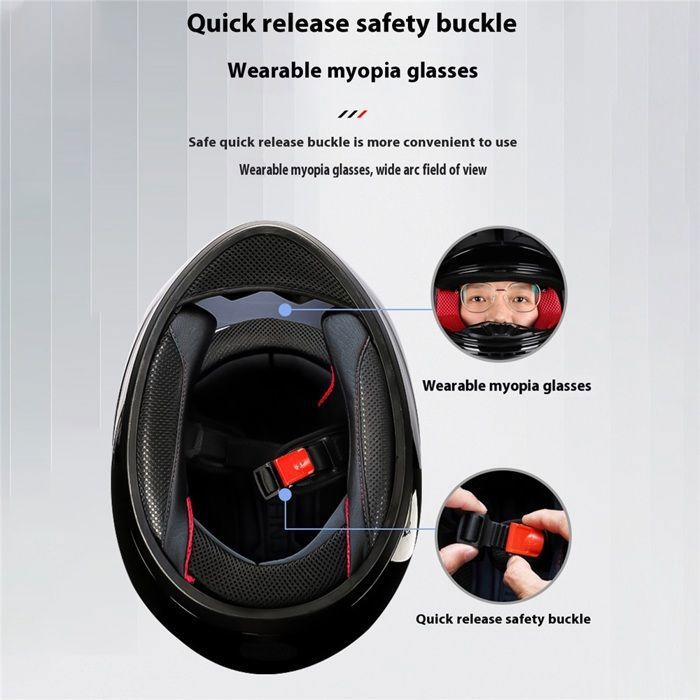 Quick release safety buckle
Wearable myopia glasses
Safe quick release buckle is more convenient to use
Wearable myopia glasses, wide arc field of view
Wearable myopia glasses
Quick release safety buckle